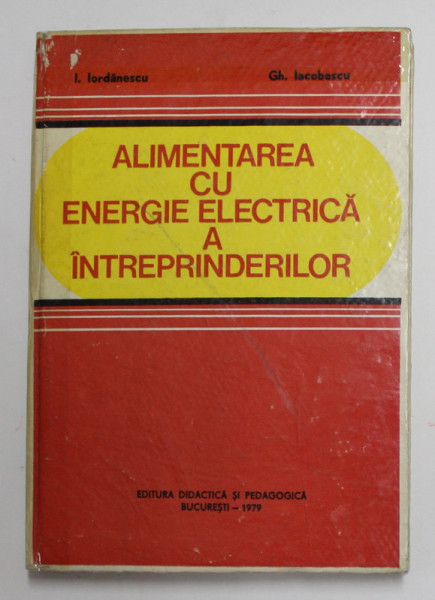 I. Iordănescu Gh. Iacobescu
ALIMENTAREA
CU
ENERGIE ELECTRICĂ
A
ÎNTREPRINDERILOR
EDITURA DIDACTICĂ ȘI PEDAGOGICĂ
BUCUREȘTI – 1979